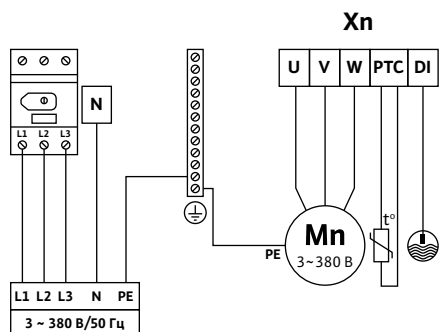 Xn
U V W PTC DI
N
L1 L2 L3
t°
Mn
3~380 В
PE
L1 L2 L3 N PE
3 ~ 380 В/50 Гц